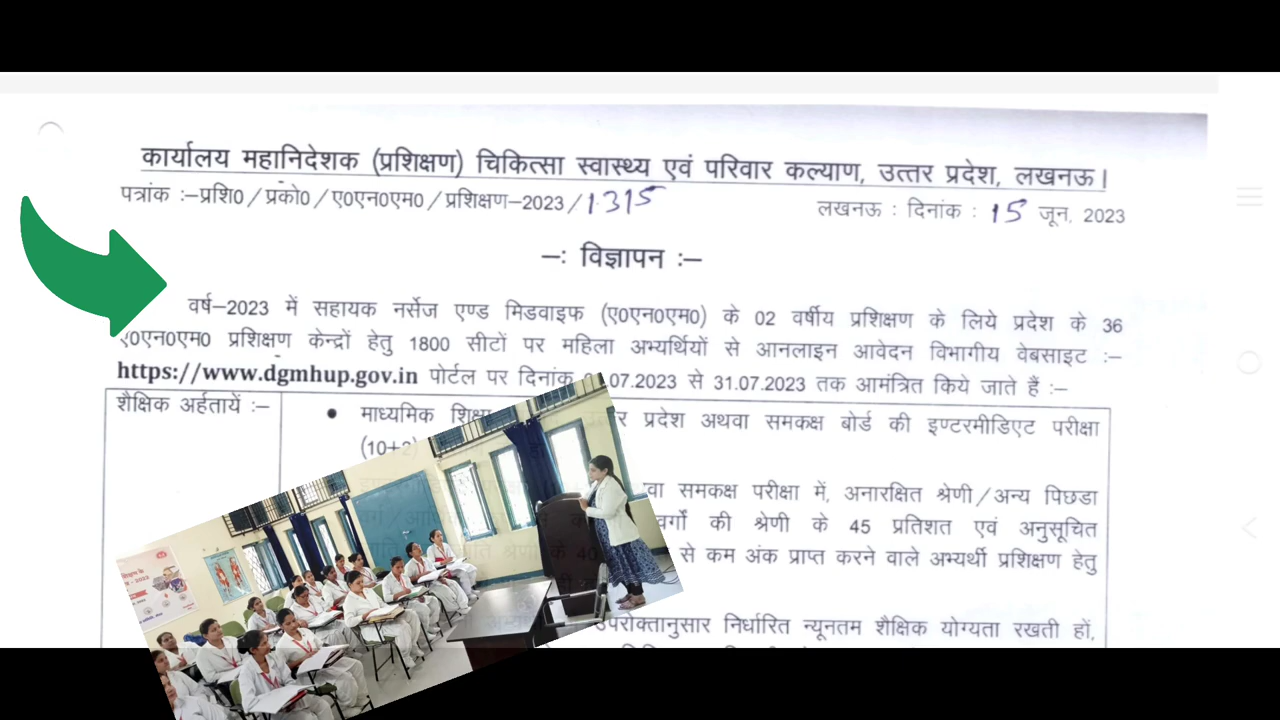 कार्यालय महानिदेशक (प्रशिक्षण) चिकित्सा स्वास्थ्य एवं परिवार कल्याण, उत्तर प्रदेश, लखनऊ।
पत्रांक :–प्रशि0/प्रको0/ए0एन0एम0/प्रशिक्षण–2023/1315
लखनऊ : दिनांक : 15 जून, 2023
–: विज्ञापन :–
वर्ष–2023 में सहायक नर्सेज एण्ड मिडवाइफ (ए0एन0एम0) के 02 वर्षीय प्रशिक्षण के लिये प्रदेश के 36
ए0एन0एम0 प्रशिक्षण केन्द्रों हेतु 1800 सीटों पर महिला अभ्यर्थियों से आनलाइन आवेदन विभागीय वेबसाइट :–
https://www.dgmhup.gov.in पोर्टल पर दिनांक .07.2023 से 31.07.2023 तक आमंत्रित किये जाते हैं :–
शैक्षिक अर्हतायें :–
• माध्यमिक शिक्षा प्रदेश अथवा समकक्ष बोर्ड की इण्टरमीडिएट परीक्षा
(10+2)
समकक्ष परीक्षा में, अनारक्षित श्रेणी/अन्य पिछडा
वर्गों की श्रेणी के 45 प्रतिशत एवं अनुसूचित
से कम अंक प्राप्त करने वाले अभ्यर्थी प्रशिक्षण हेतु
उपरोक्तानुसार निर्धारित न्यूनतम शैक्षिक योग्यता रखती हों,